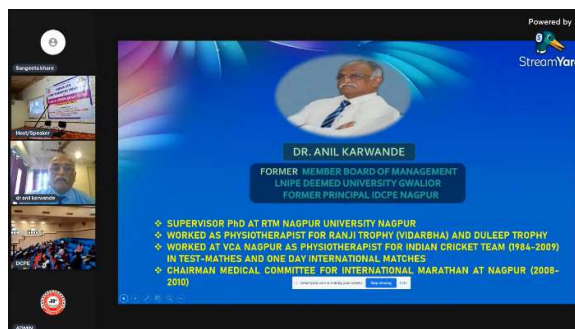 Powered by
StreamYar
Sangeeta khare
Host/Speaker
dr anil karwande
DCPE
ADMIN
DR. ANIL KARWANDE
FORMER MEMBER BOARD OF MANAGEMENT
LNIPE DEEMED UNIVERSITY GWALIOR
FORMER PRINCIPAL IDCPE NAGPUR
❖ SUPERVISOR PhD AT RTM NAGPUR UNIVERSITY NAGPUR
❖ WORKED AS PHYSIOTHERAPIST FOR RANJI TROPHY (VIDARBHA) AND DULEEP TROPHY
❖ WORKED AT VCA NAGPUR AS PHYSIOTHERAPIST FOR INDIAN CRICKET TEAM (1984-2009)
IN TEST-MATHES AND ONE DAY INTERNATIONAL MATCHES
❖ CHAIRMAN MEDICAL COMMITTEE FOR INTERNATIONAL MARATHAN AT NAGPUR (2008-
2010)
Stop sharing
Hide